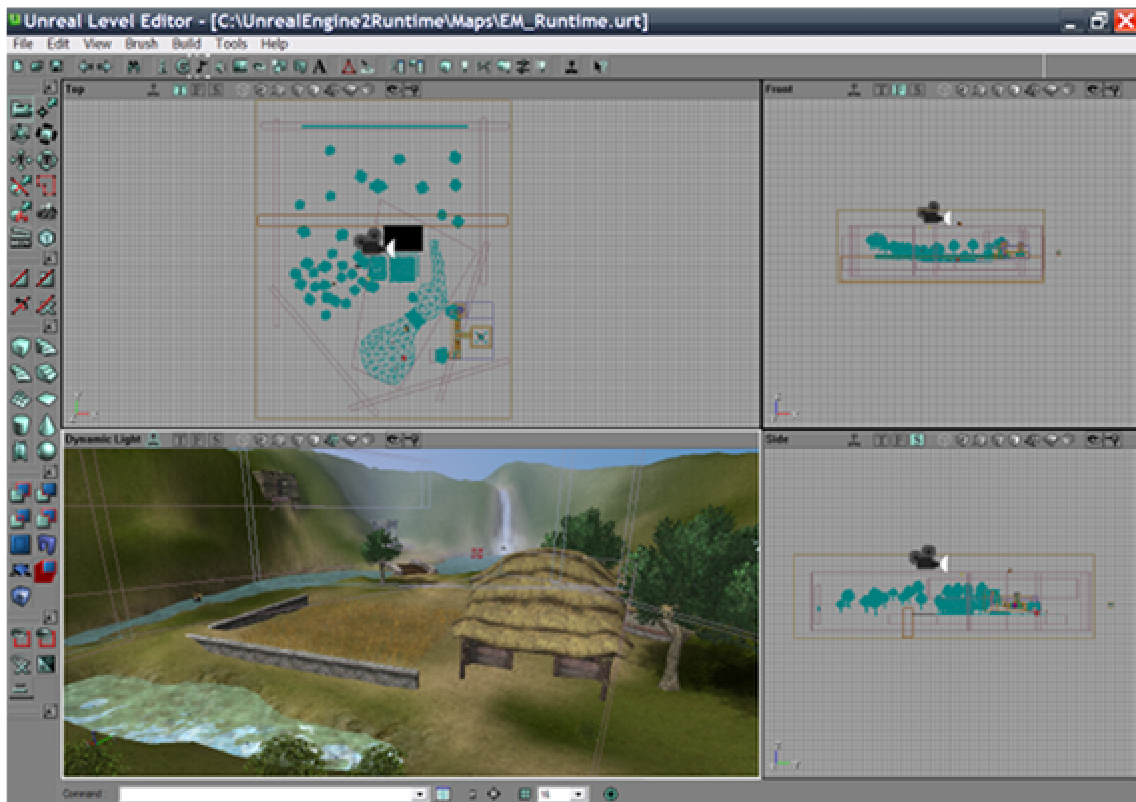 Unreal Level Editor - [C:\UnrealEngine2Runtime\Maps\EM_Runtime.urt]
File Edit View Brush Build Tools Help
Top
T F S
Front
T F S
Dynamic Light
T F S
Side
T F S
Command :